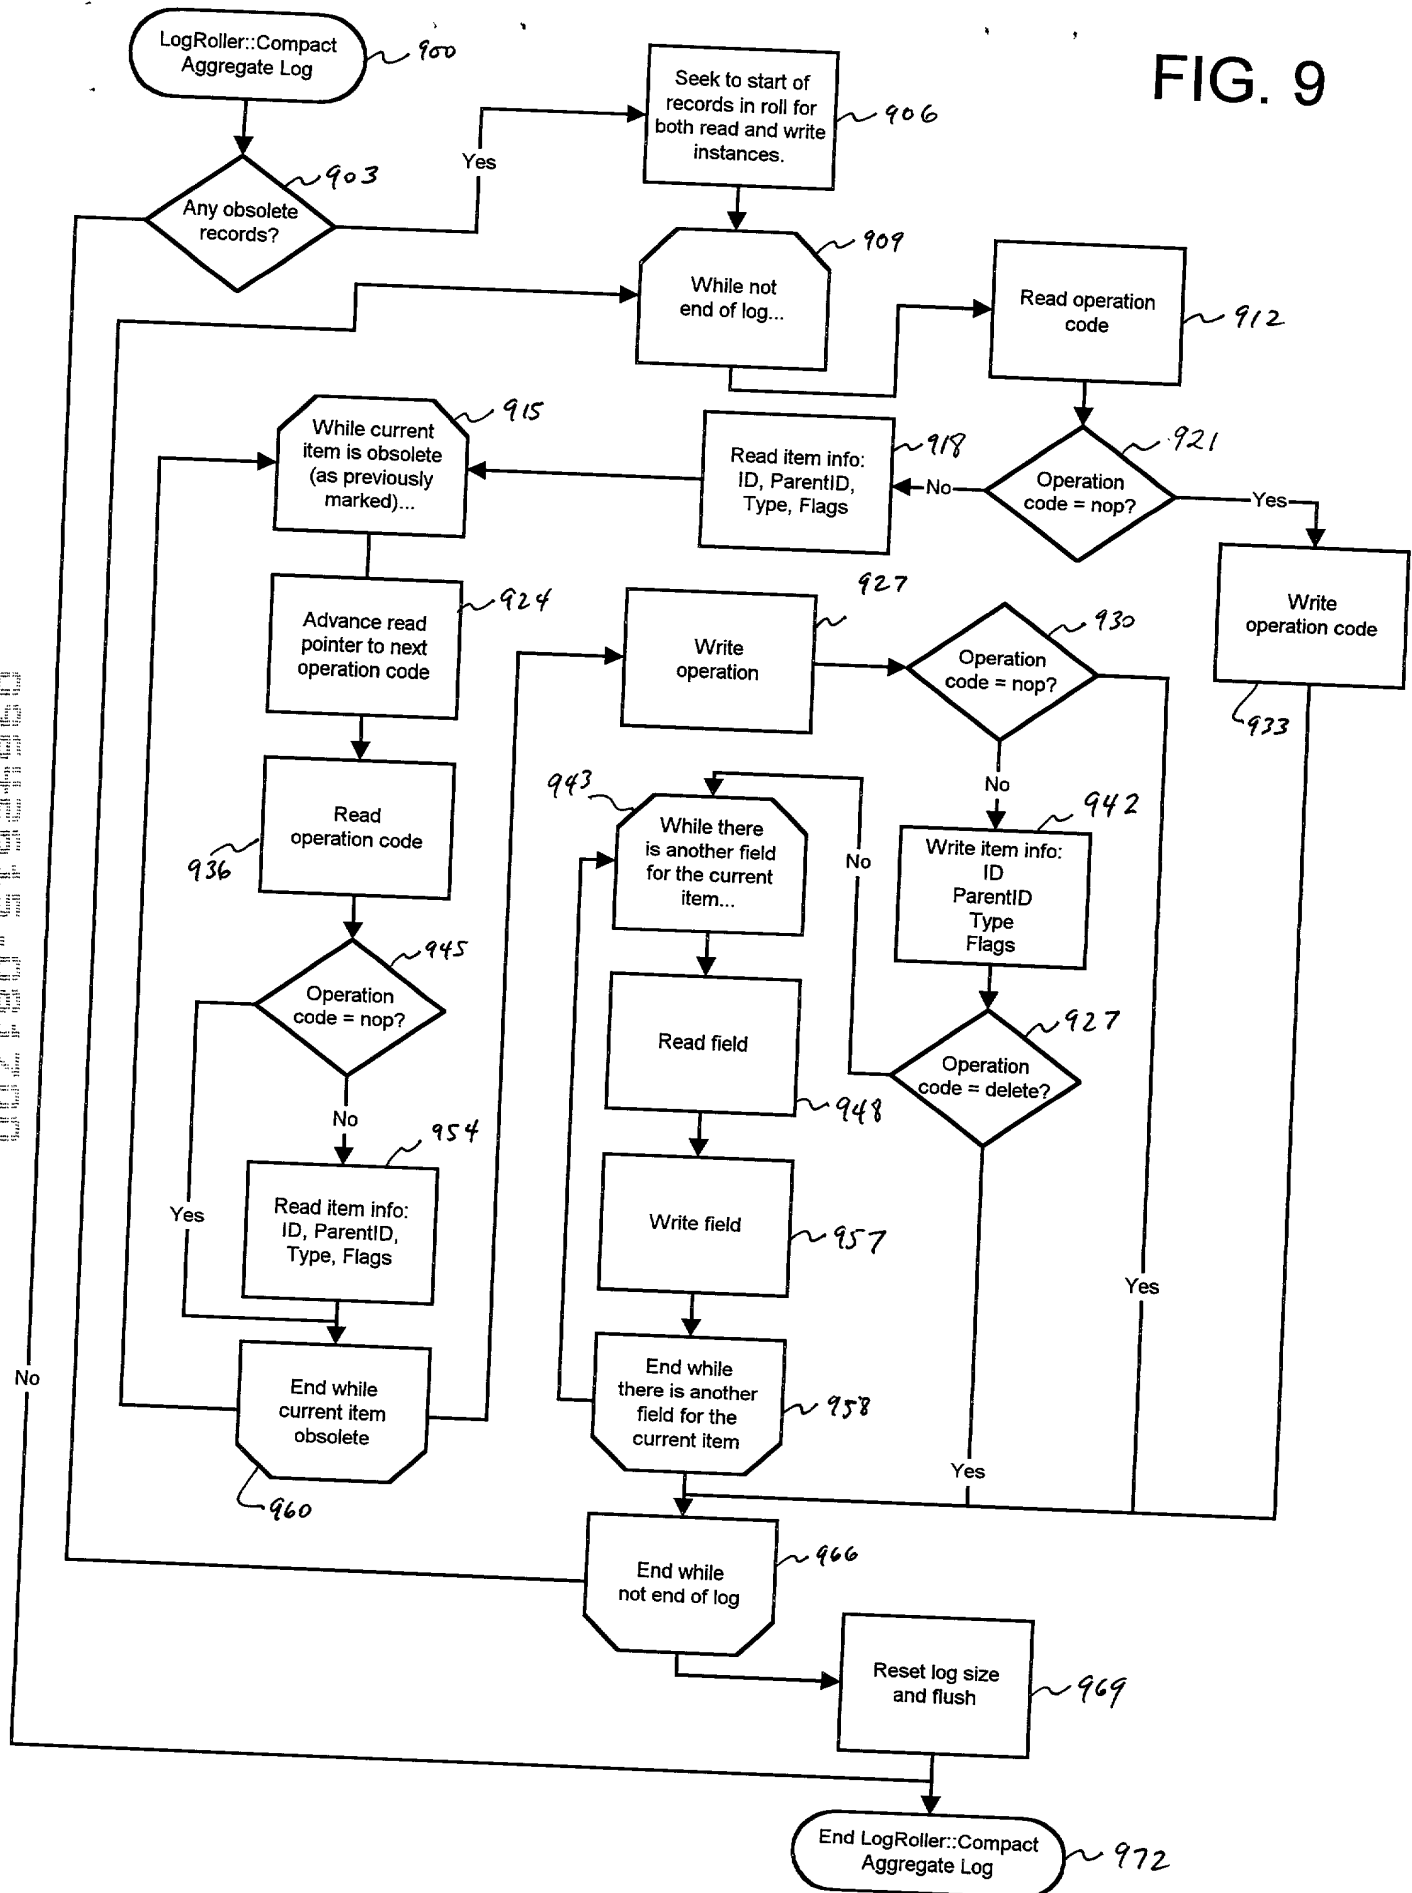 FIG. 9
LogRoller::Compact
Aggregate Log
900
Any obsolete
records?
903
Yes
Seek to start of
records in roll for
both read and write
instances.
906
While not
end of log...
909
Read operation
code
912
While current
item is obsolete
(as previously
marked)...
915
Read item info:
ID, ParentID,
Type, Flags
918
No
Operation
code = nop?
921
Yes
Advance read
pointer to next
operation code
924
Write
operation
927
Operation
code = nop?
930
Write
operation code
933
Read
operation code
936
No
Write item info:
ID
ParentID
Type
Flags
942
While there
is another field
for the current
item...
943
No
Operation
code = nop?
945
Read field
948
Operation
code = delete?
927
No
Yes
Read item info:
ID, ParentID,
Type, Flags
954
Write field
957
Yes
End while
there is another
field for the
current item
958
No
End while
current item
obsolete
960
Yes
End while
not end of log
966
Reset log size
and flush
969
End LogRoller::Compact
Aggregate Log
972